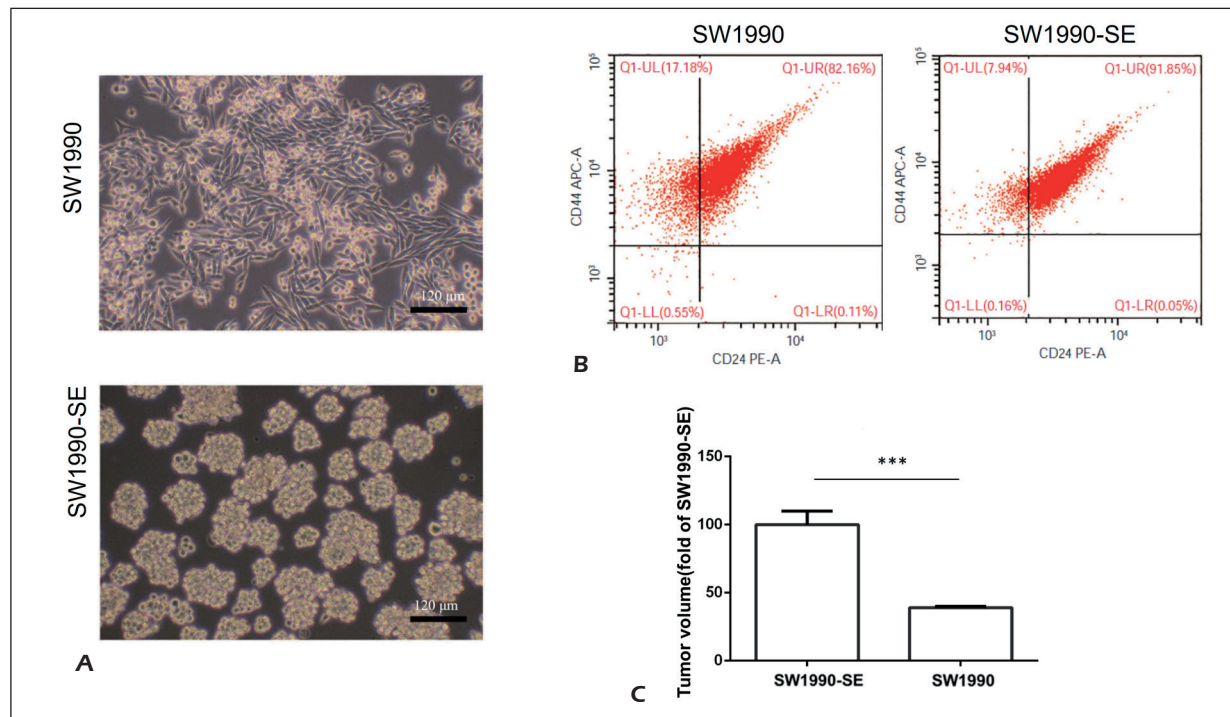 SW1990
120 μm
SW1990-SE
120 μm
A
SW1990
Q1-UL(17.18%)
Q1-UR(82.16%)
10⁵
10⁴
10³
CD44 APC-A
Q1-LL(0.55%)
Q1-LR(0.11%)
10³
10⁴
CD24 PE-A
SW1990-SE
Q1-UL(7.94%)
Q1-UR(91.85%)
10⁵
10⁴
10³
CD44 APC-A
Q1-LL(0.16%)
Q1-LR(0.05%)
10³
10⁴
CD24 PE-A
B
Tumor volume(fold of SW1990-SE)
150
100
50
0
***
SW1990-SE
SW1990
C